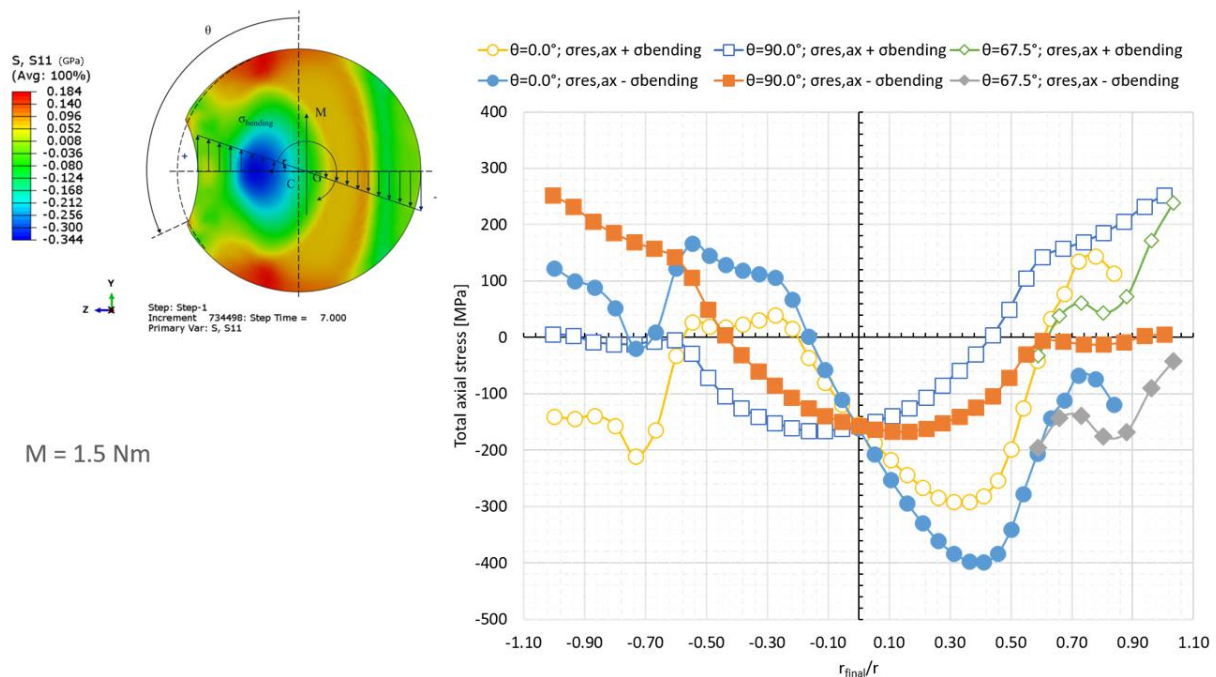 θ
S, S11 (GPa)
(Avg: 100%)
0.184
0.140
0.096
0.052
0.008
-0.036
-0.080
-0.124
-0.168
-0.212
-0.256
-0.300
-0.344
σbending
M
+
C
G
-
Y
Z
X
Step: Step-1
Increment 734498: Step Time = 7.000
Primary Var: S, S11
M = 1.5 Nm
θ=0.0°; σres,ax + σbending
θ=90.0°; σres,ax + σbending
θ=67.5°; σres,ax + σbending
θ=0.0°; σres,ax - σbending
θ=90.0°; σres,ax - σbending
θ=67.5°; σres,ax - σbending
Total axial stress [MPa]
400
300
200
100
0
-100
-200
-300
-400
-500
-1.10 -0.90 -0.70 -0.50 -0.30 -0.10 0.10 0.30 0.50 0.70 0.90 1.10
rfinal/r